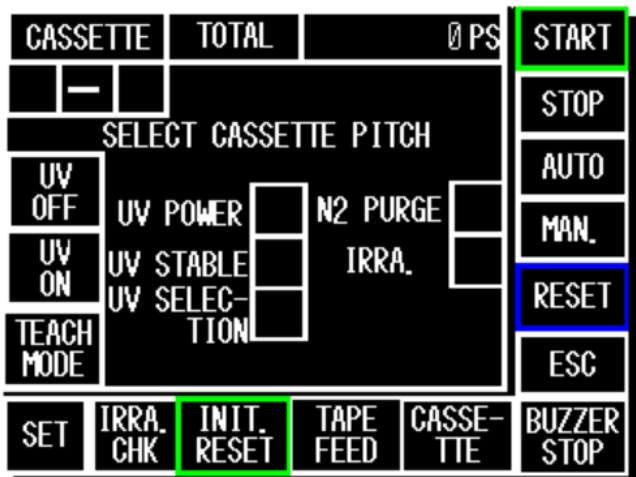 CASSETTE TOTAL 0 PS START
-
STOP
SELECT CASSETTE PITCH
AUTO
UV
OFF
UV POWER N2 PURGE
MAN.
UV
ON
UV STABLE IRRA.
RESET
UV SELEC-
TION
TEACH
MODE
ESC
SET
IRRA.
CHK
INIT.
RESET
TAPE
FEED
CASSE-
TTE
BUZZER
STOP